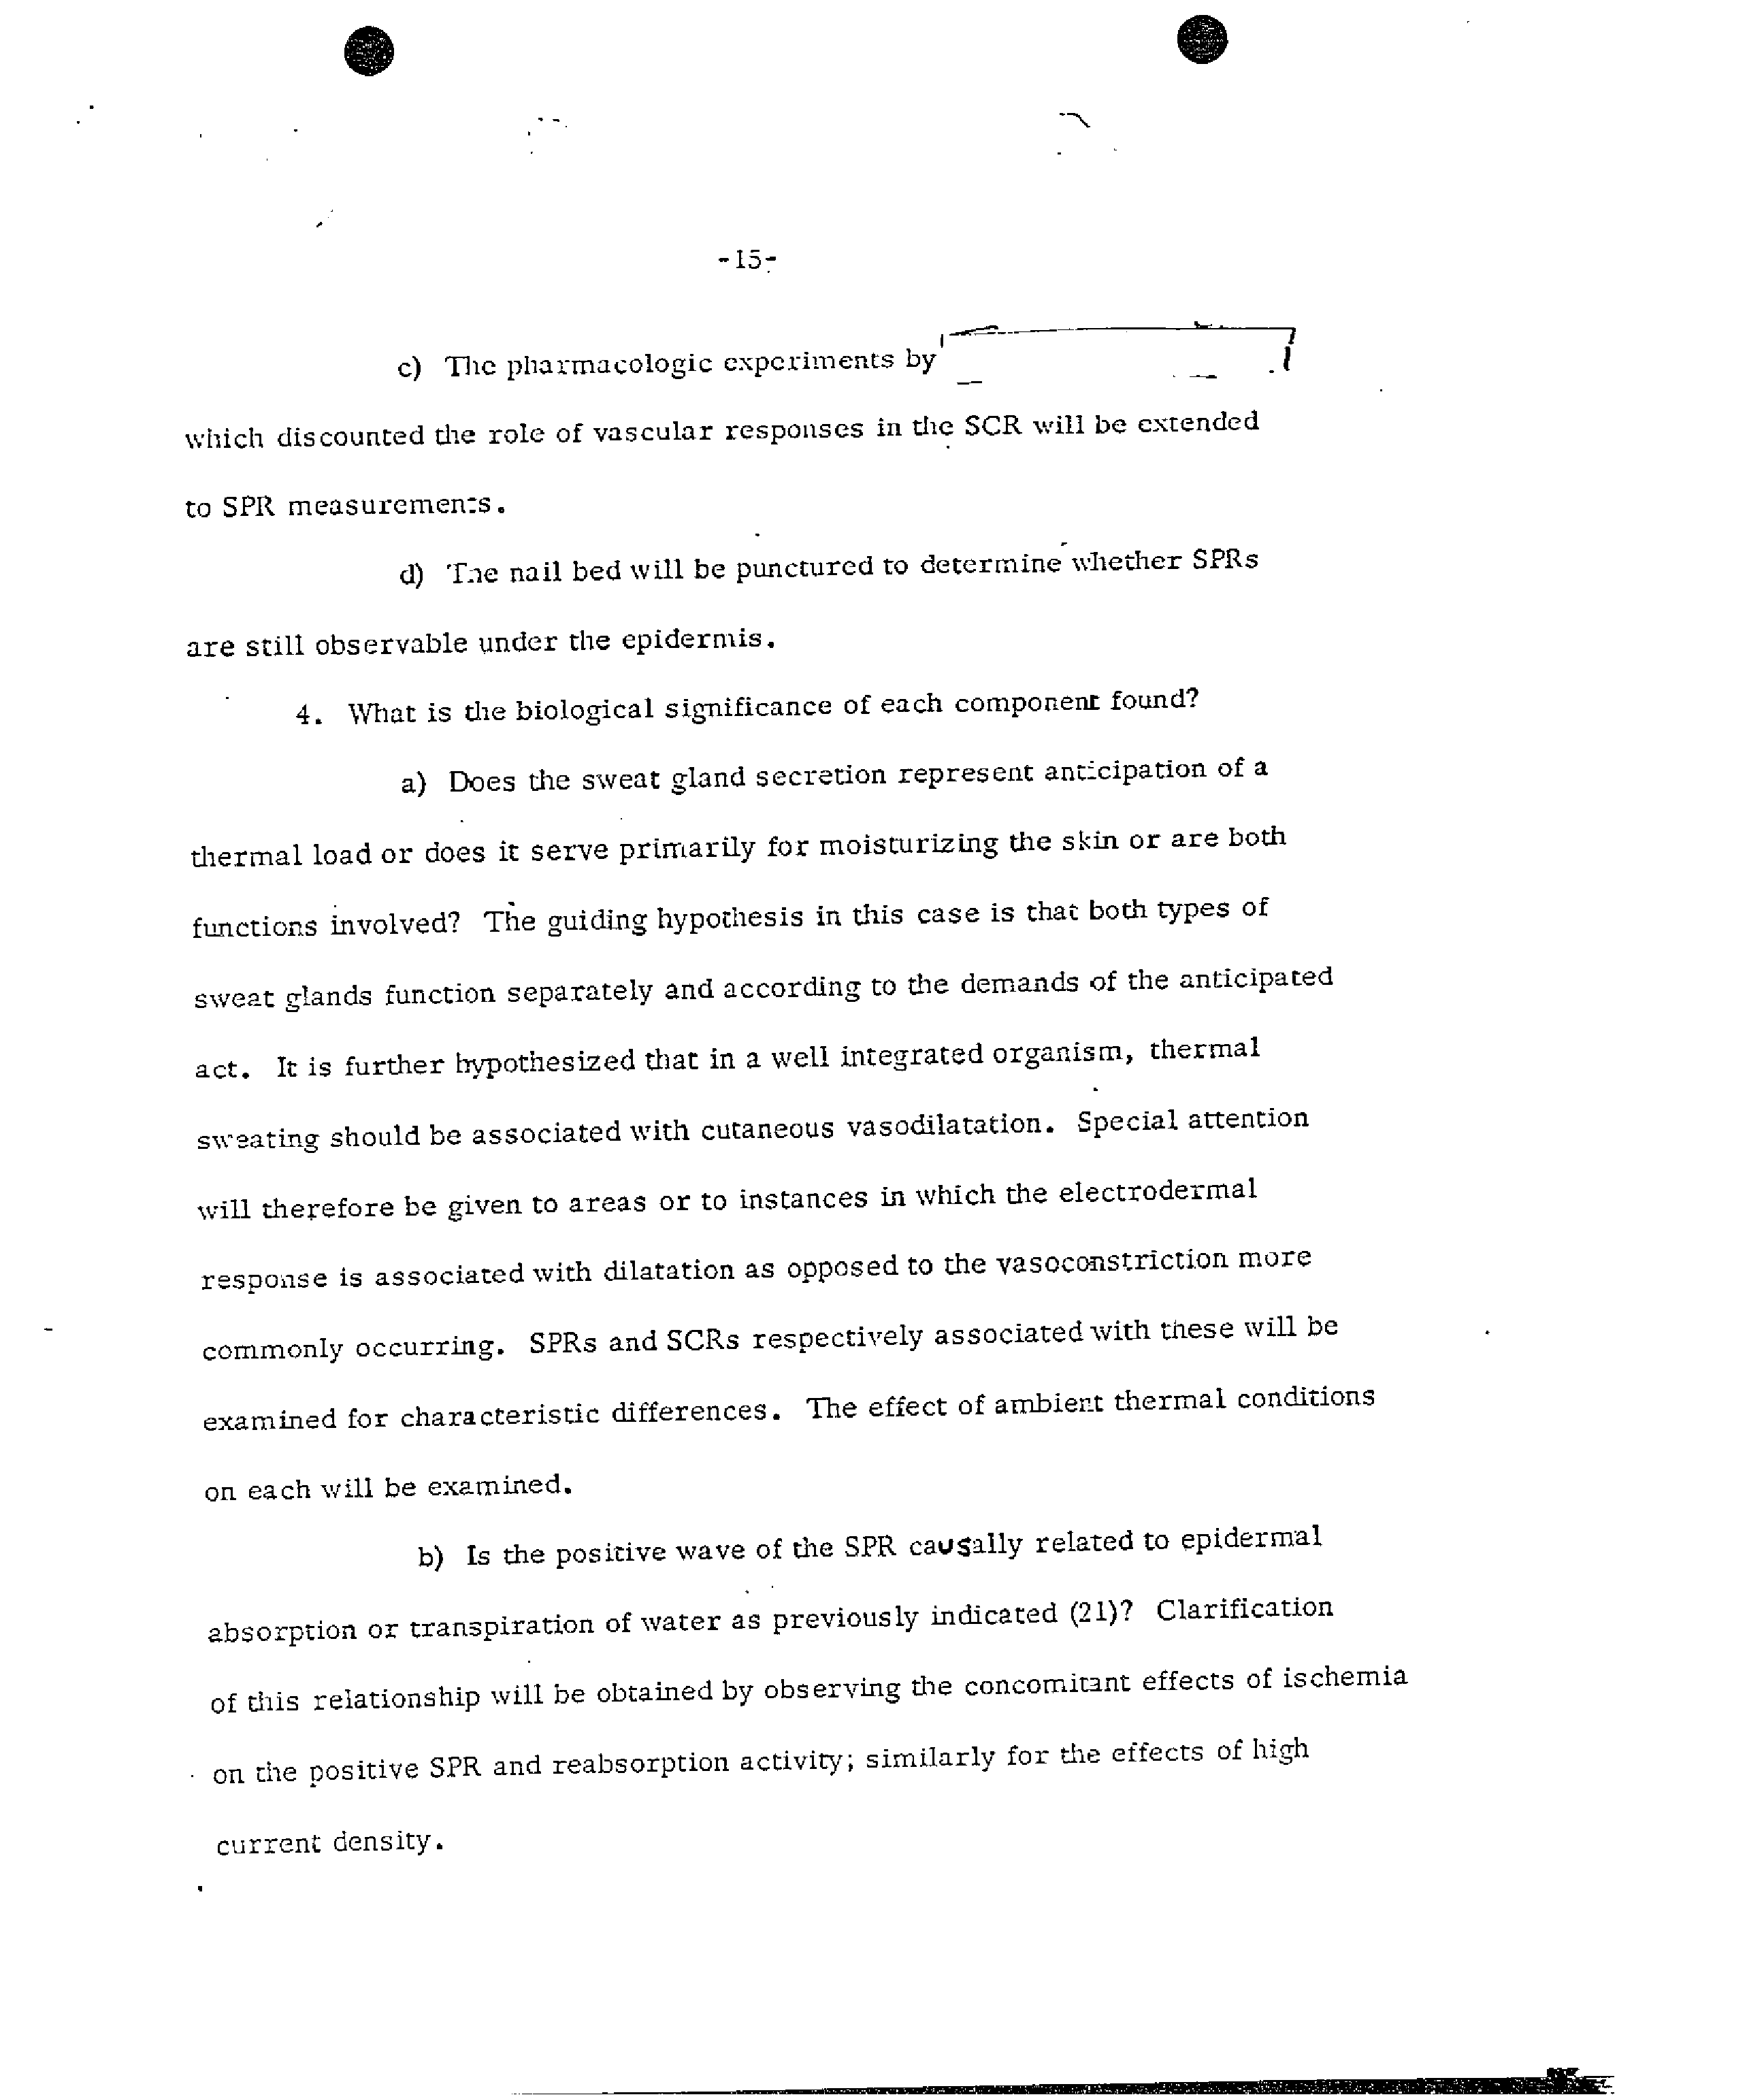 -15-
c) The pharmacologic experiments by
which discounted the role of vascular responses in the SCR will be extended
to SPR measurements.
d) The nail bed will be punctured to determine whether SPRs
are still observable under the epidermis.
4. What is the biological significance of each component found?
a) Does the sweat gland secretion represent anticipation of a
thermal load or does it serve primarily for moisturizing the skin or are both
functions involved? The guiding hypothesis in this case is that both types of
sweat glands function separately and according to the demands of the anticipated
act. It is further hypothesized that in a well integrated organism, thermal
sweating should be associated with cutaneous vasodilatation. Special attention
will therefore be given to areas or to instances in which the electrodermal
response is associated with dilatation as opposed to the vasoconstriction more
commonly occurring. SPRs and SCRs respectively associated with these will be
examined for characteristic differences. The effect of ambient thermal conditions
on each will be examined.
b) Is the positive wave of the SPR causally related to epidermal
absorption or transpiration of water as previously indicated (21)? Clarification
of this relationship will be obtained by observing the concomitant effects of ischemia
on the positive SPR and reabsorption activity; similarly for the effects of high
current density.